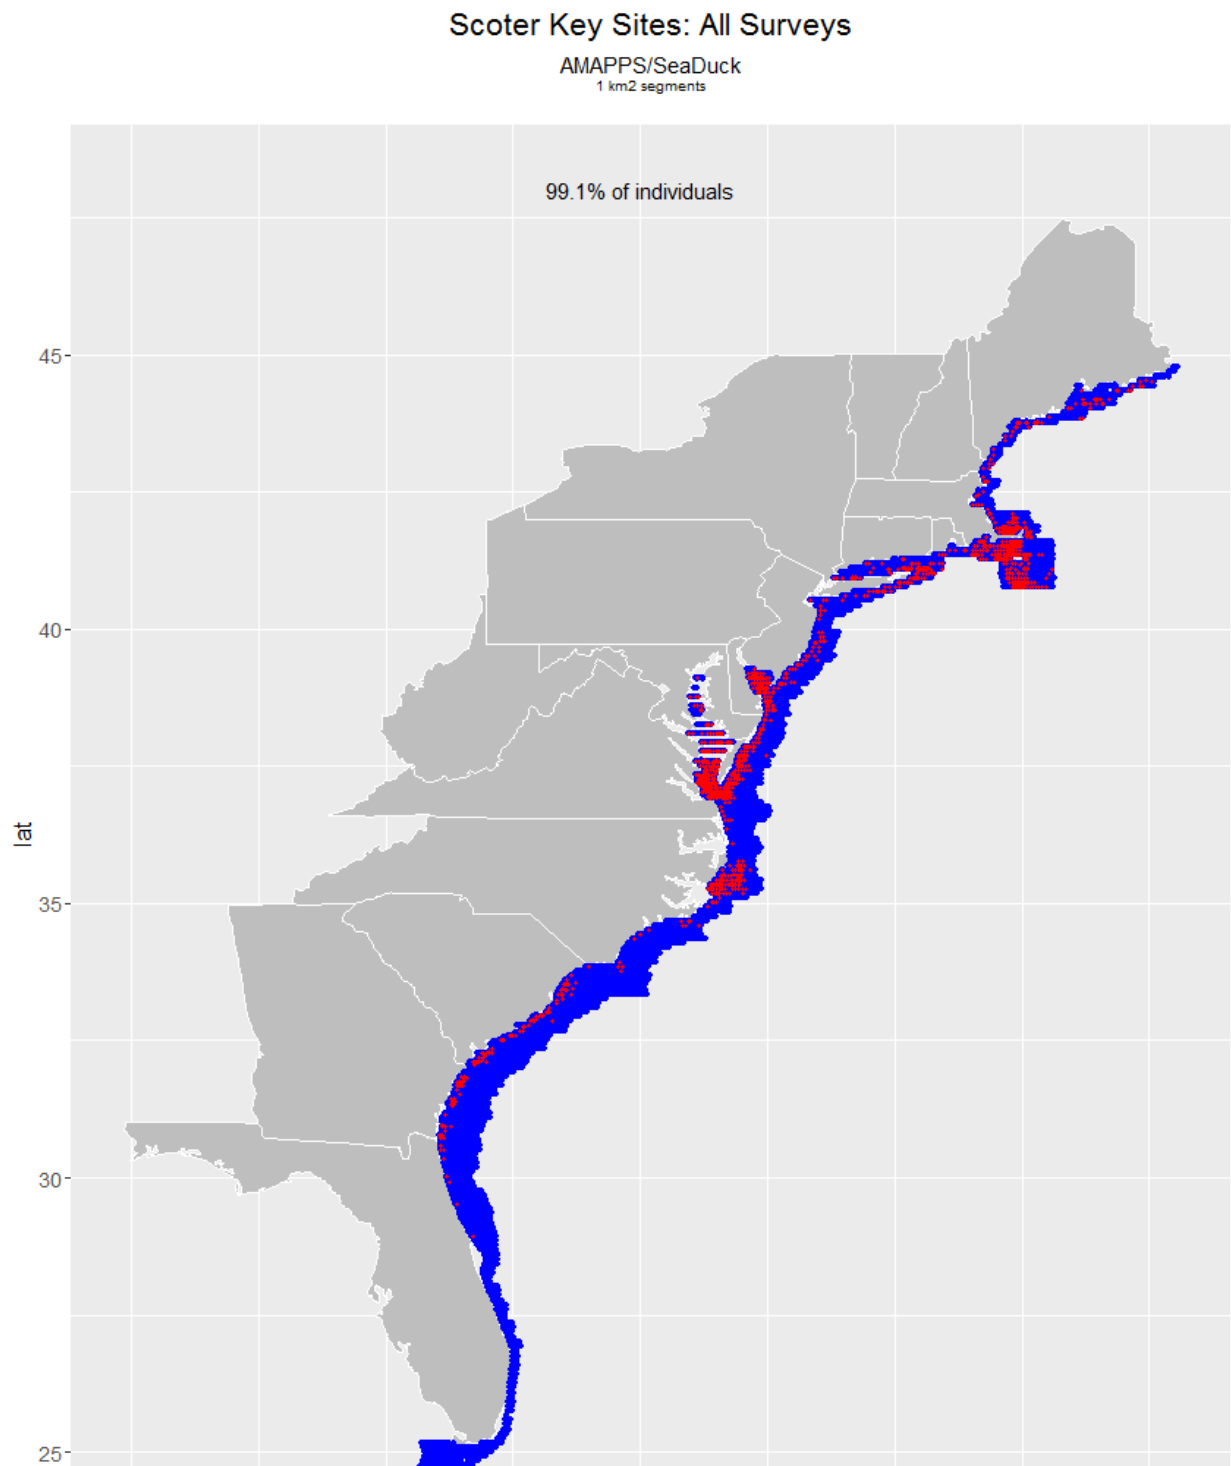 Scoter Key Sites: All Surveys
AMAPPS/SeaDuck
1 km2 segments
99.1% of individuals
45
40
lat
35
30
25